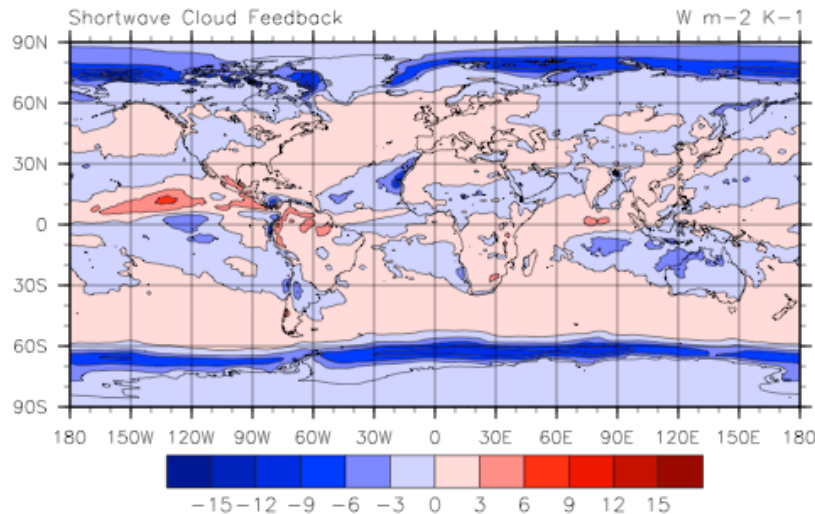 Shortwave Cloud Feedback W m-2 K-1
90N
60N
30N
0
30S
60S
90S
180 150W 120W 90W 60W 30W 0 30E 60E 90E 120E 150E 180
-15 -12 -9 -6 -3 0 3 6 9 12 15